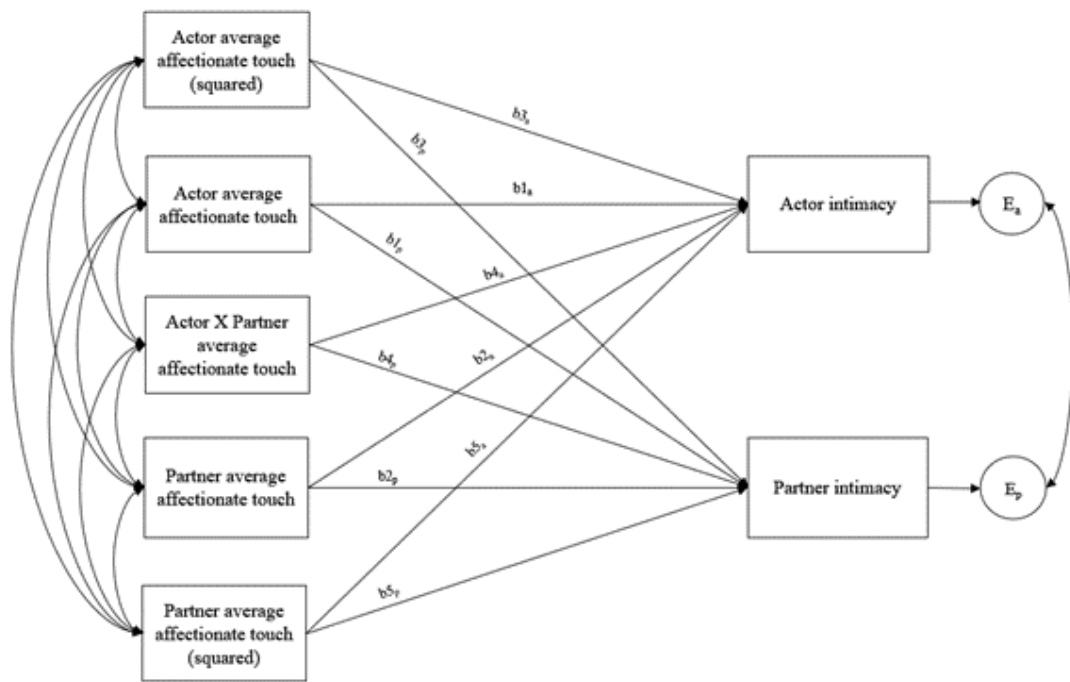 Actor average
affectionate touch
(squared)
b3ₐ
b3ₚ
Actor average
affectionate touch
b1ₐ
b1ₚ
Actor intimacy
Eₐ
Actor X Partner
average
affectionate touch
b4ₐ
b4ₚ
b2ₐ
Partner average
affectionate touch
b2ₚ
b5ₐ
Partner intimacy
Eₚ
Partner average
affectionate touch
(squared)
b5ₚ